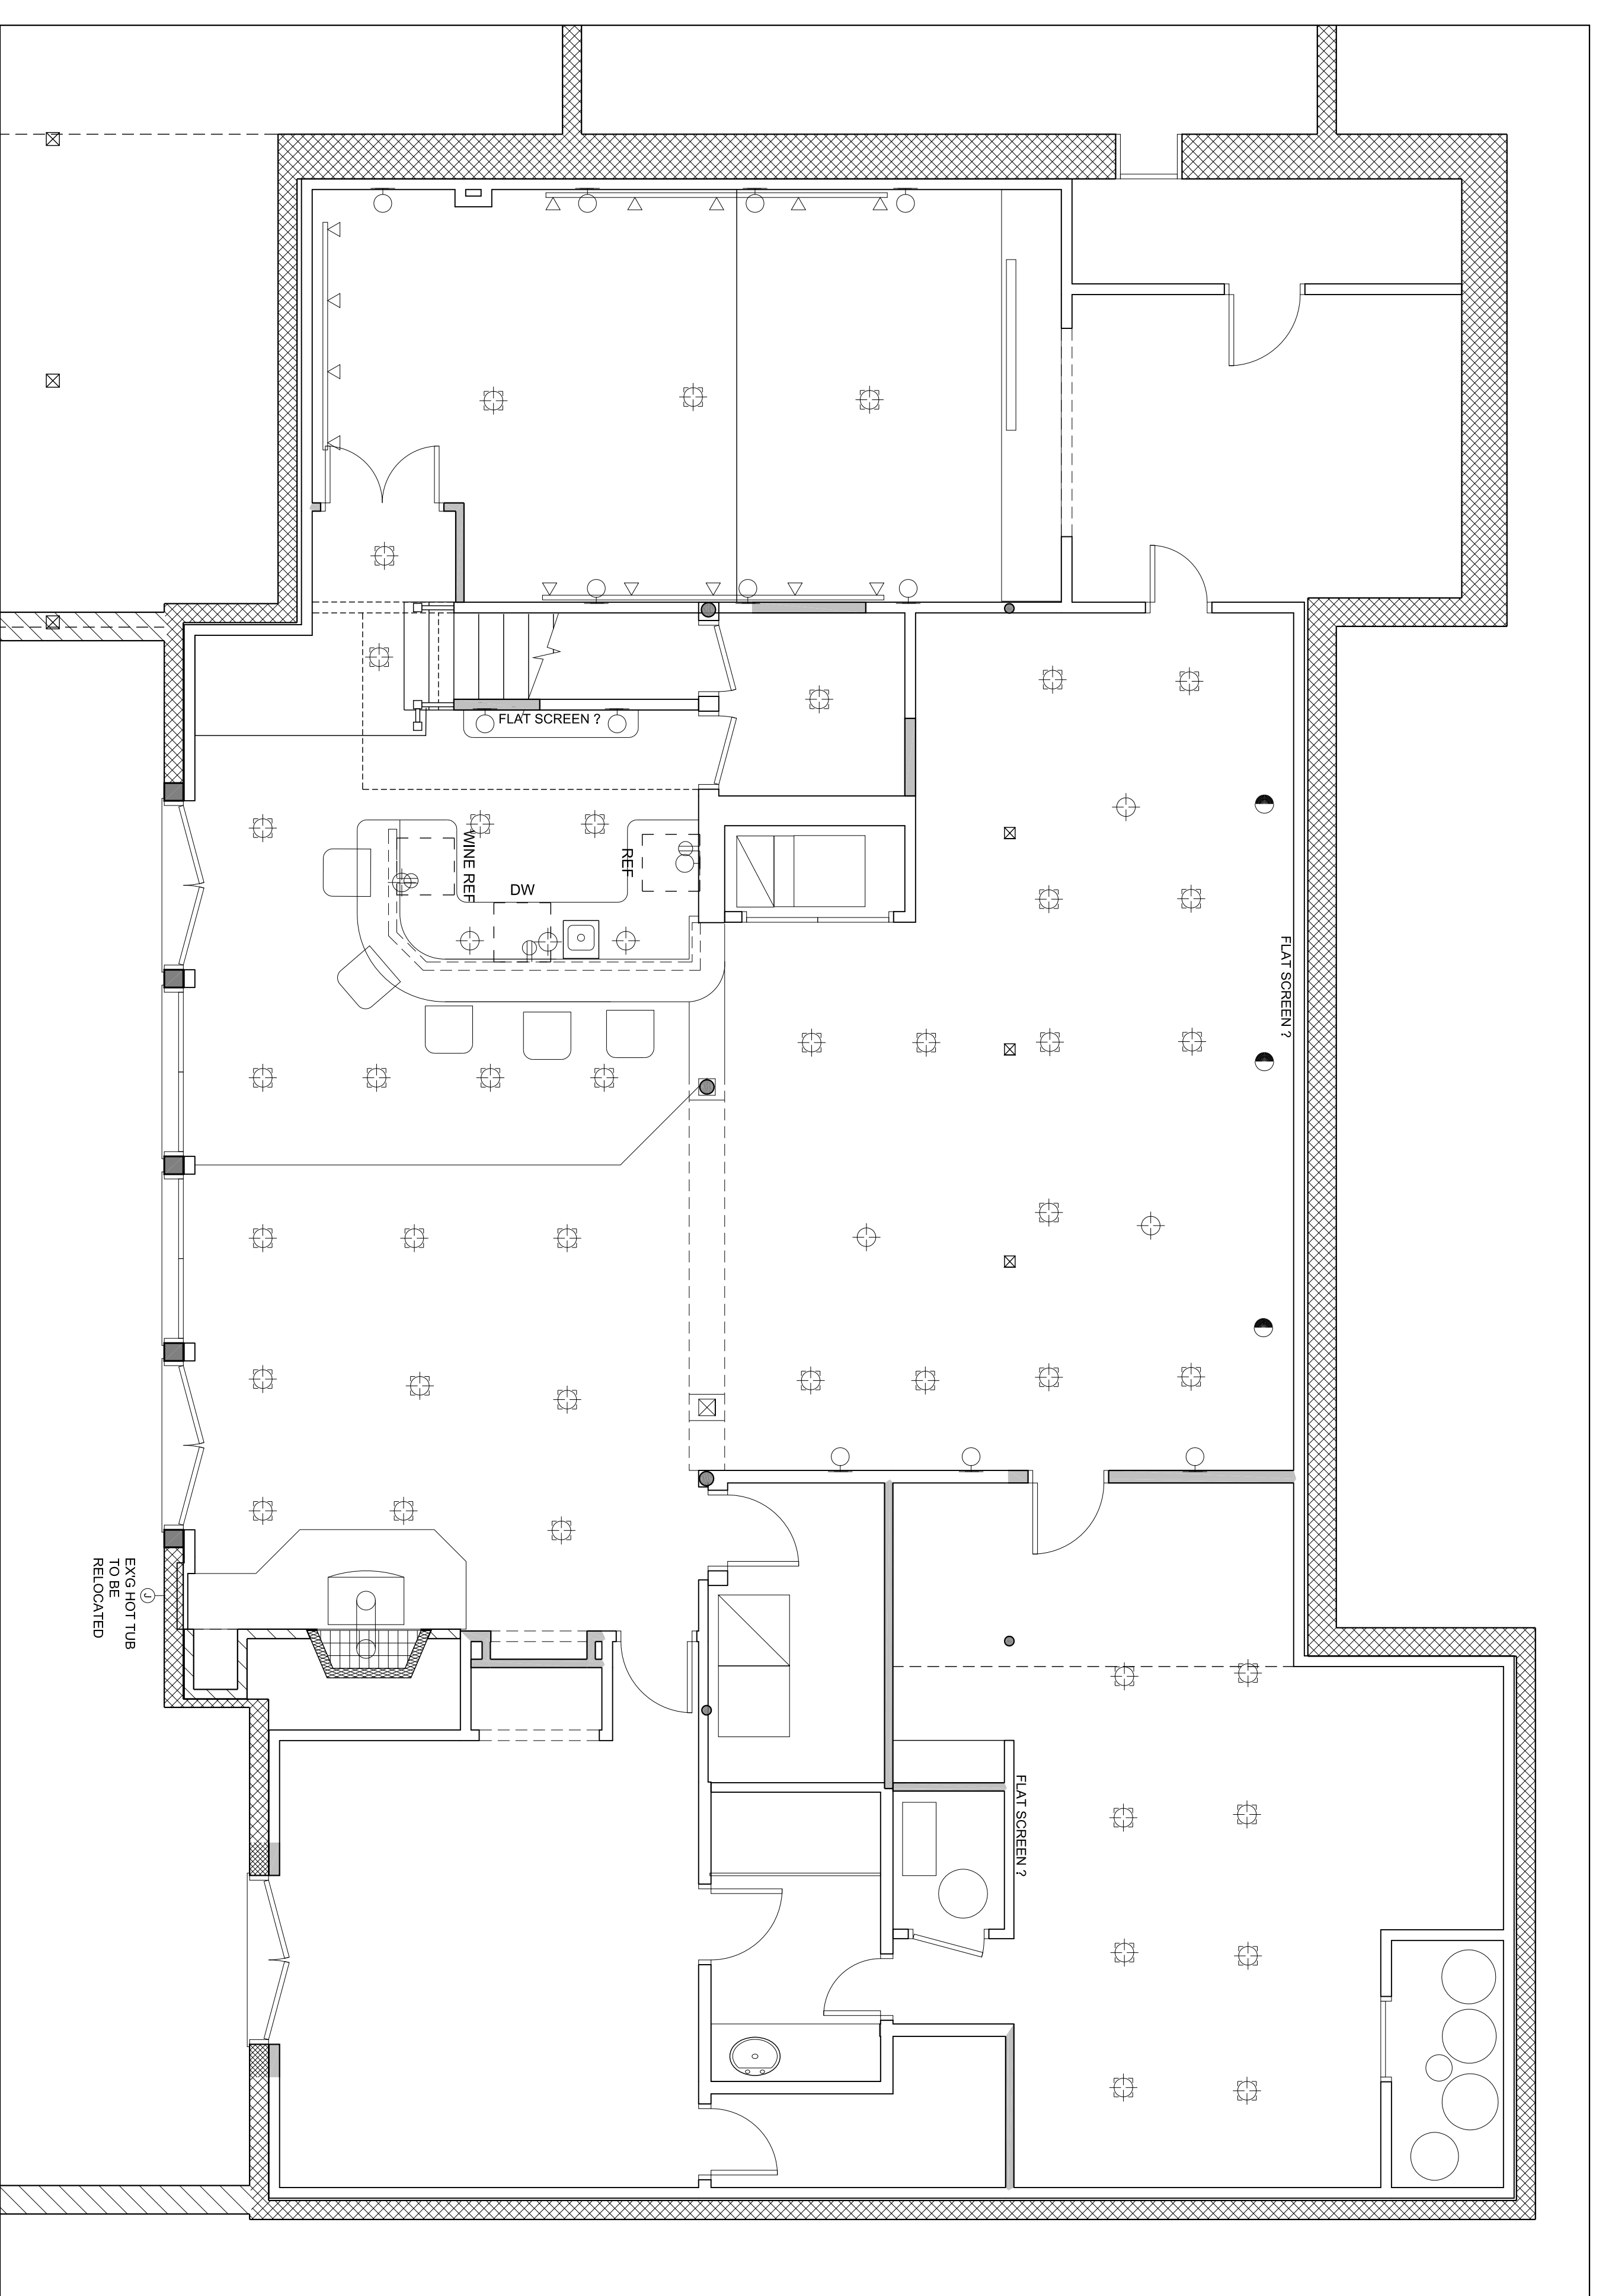 FLAT SCREEN ?
WINE REF
REF
DW
FLAT SCREEN ?
EX'G HOT TUB
TO BE
RELOCATED
J
FLAT SCREEN ?